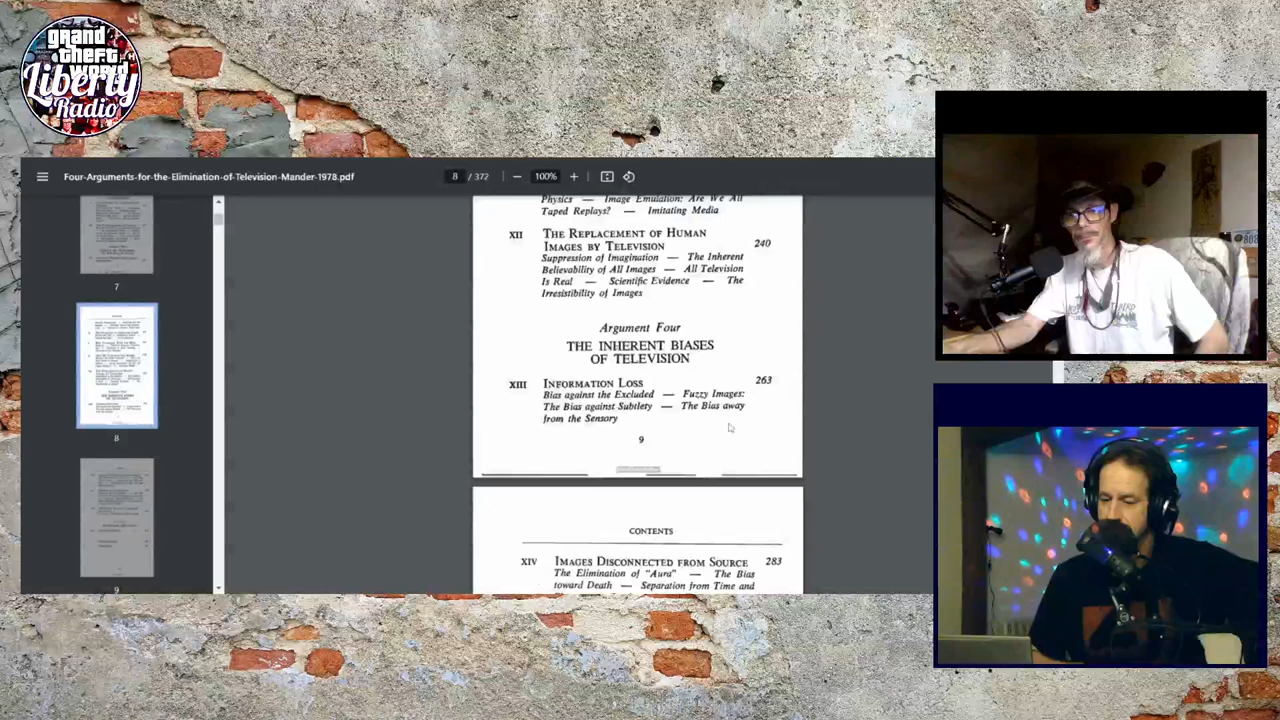 grand
theft
world
Liberty
Radio
Four-Arguments-for-the-Elimination-of-Television-Mander-1978.pdf
8 / 372
100%
7
8
9
Physics — Image Emulation: Are We All
Taped Replays? — Imitating Media
XII THE REPLACEMENT OF HUMAN
IMAGES BY TELEVISION 240
Suppression of Imagination — The Inherent
Believability of All Images — All Television
Is Real — Scientific Evidence — The
Irresistibility of Images
Argument Four
THE INHERENT BIASES
OF TELEVISION
XIII INFORMATION LOSS 263
Bias against the Excluded — Fuzzy Images:
The Bias against Subtlety — The Bias away
from the Sensory
9
CONTENTS
XIV IMAGES DISCONNECTED FROM SOURCE 283
The Elimination of "Aura" — The Bias
toward Death — Separation from Time and